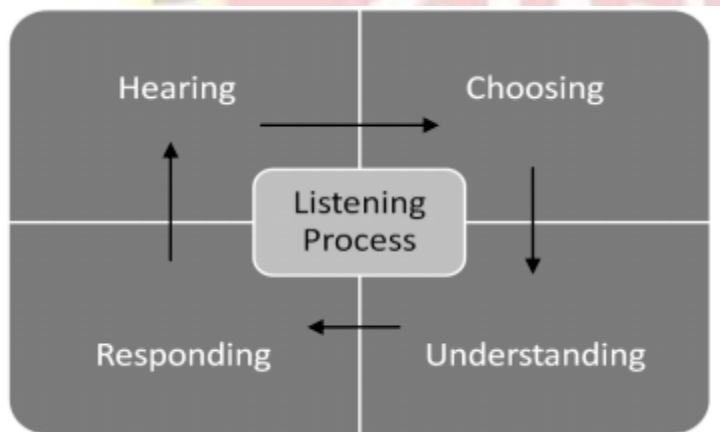 Hearing
Choosing
Listening
Process
Responding
Understanding